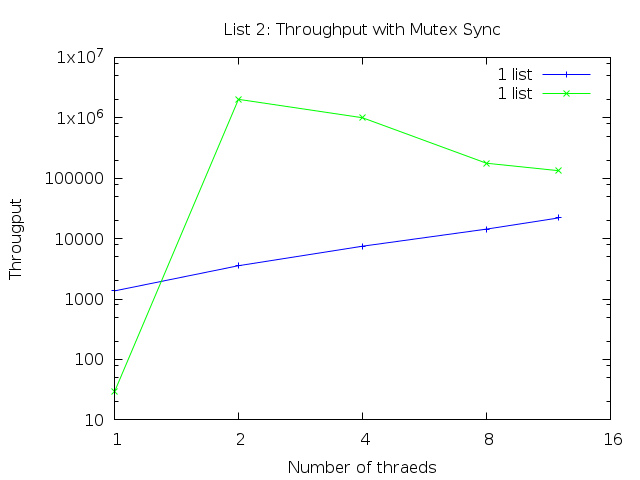 List 2: Throughput with Mutex Sync
1x10^7
1 list
1 list
1x10^6
100000
10000
1000
100
10
Througput
1 2 4 8 16
Number of thraeds